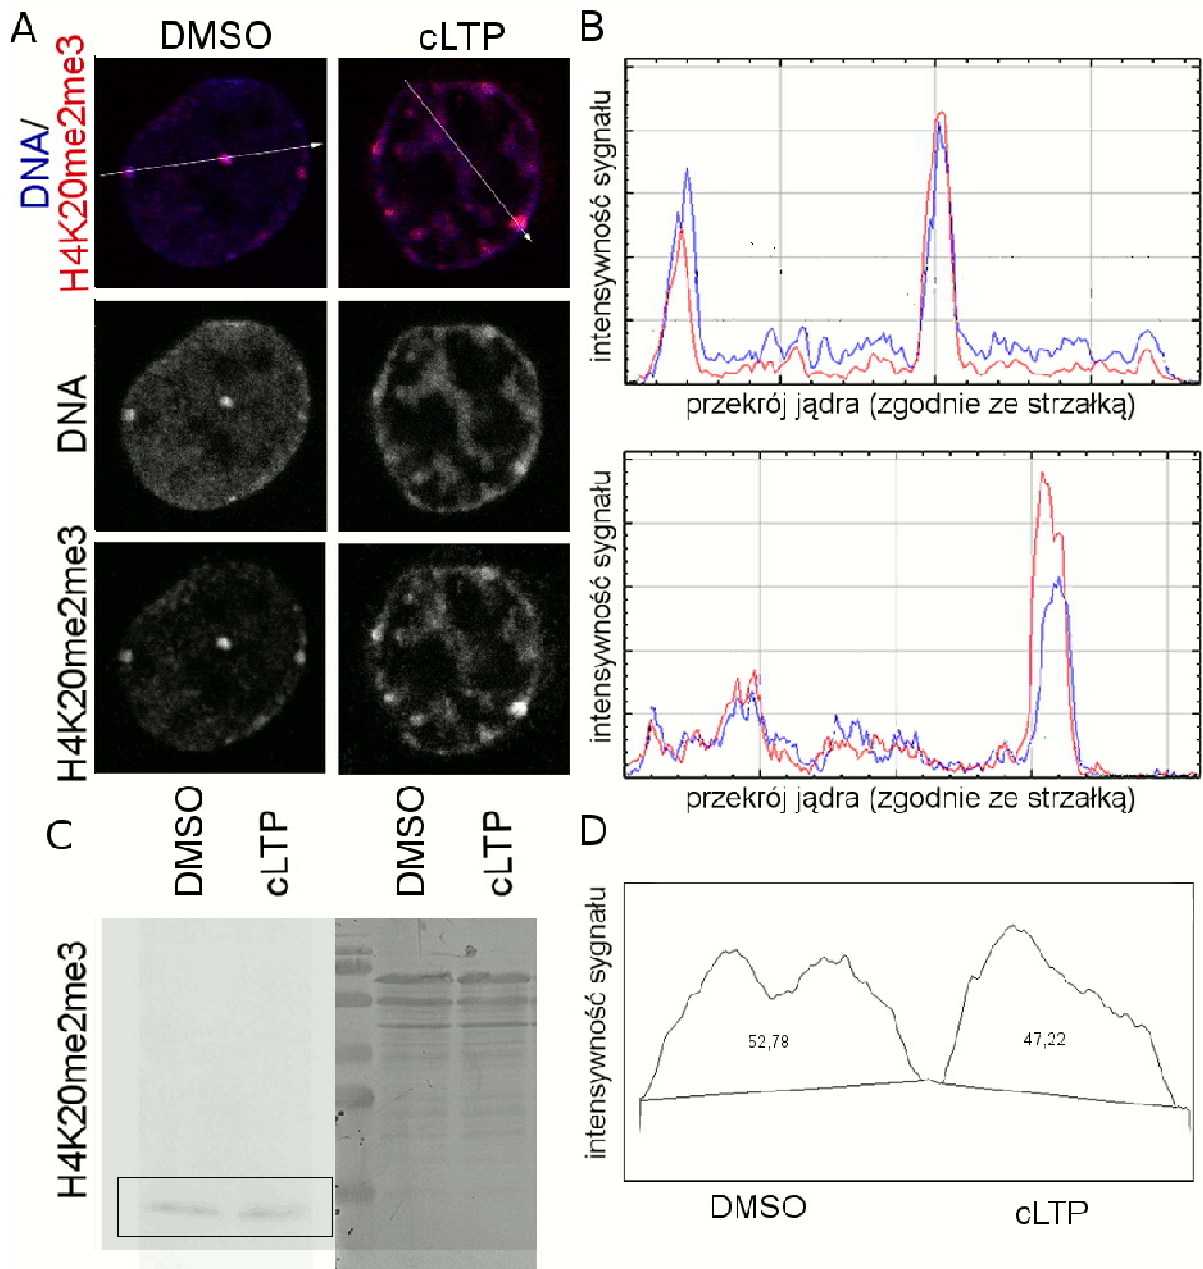 A
DMSO
cLTP
B
DNA/
H4K20me2me3
DNA
H4K20me2me3
intensywność sygnału
przekrój jądra (zgodnie ze strzałką)
intensywność sygnału
przekrój jądra (zgodnie ze strzałką)
C
DMSO
cLTP
DMSO
cLTP
H4K20me2me3
D
intensywność sygnału
52,78
47,22
DMSO
cLTP